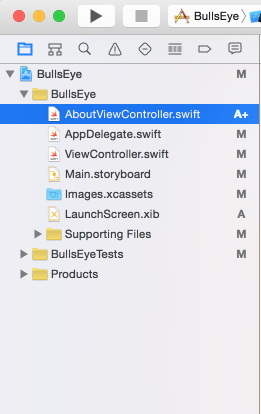 BullsEye
BullsEye M
BullsEye
AboutViewController.swift A+
AppDelegate.swift M
ViewController.swift M
Main.storyboard M
Images.xcassets M
LaunchScreen.xib A
Supporting Files M
BullsEyeTests M
Products